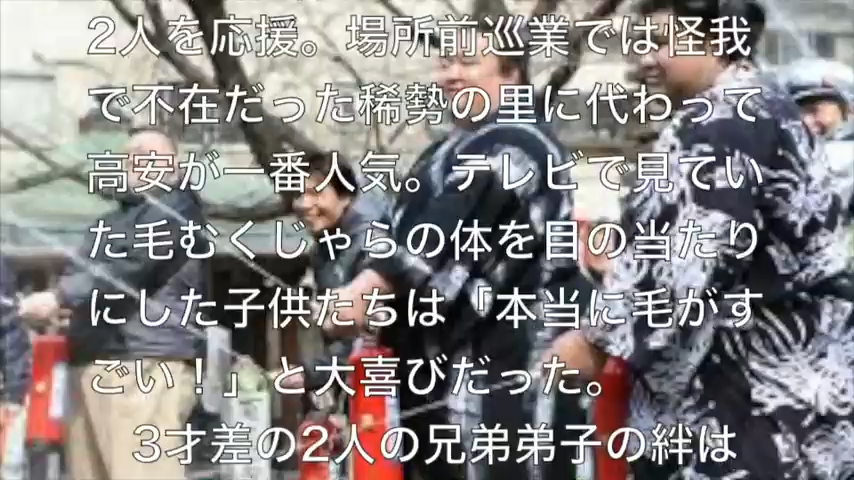 2人を応援。場所前巡業では怪我
で不在だった稀勢の里に代わって
高安が一番人気。テレビで見てい
た毛むくじゃらの体を目の当たり
にした子供たちは「本当に毛がす
ごい！」と大喜びだった。
3才差の2人の兄弟弟子の絆は